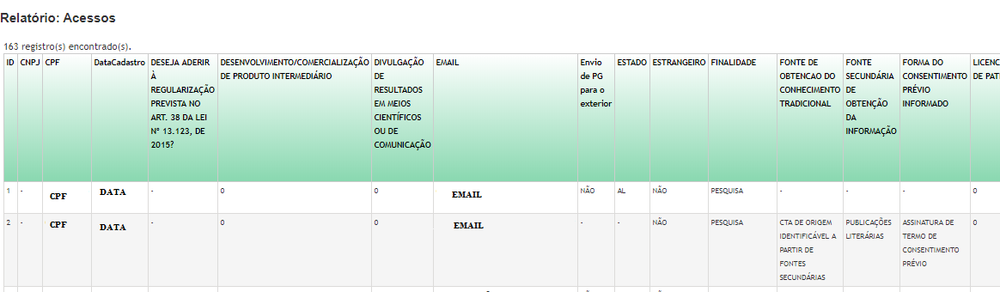 Relatório: Acessos
163 registro(s) encontrado(s).
ID CNPJ CPF DataCadastro DESEJA ADERIR À REGULARIZAÇÃO PREVISTA NO ART. 38 DA LEI Nº 13.123, DE 2015? DESENVOLVIMENTO/COMERCIALIZAÇÃO DE PRODUTO INTERMEDIÁRIO DIVULGAÇÃO DE RESULTADOS EM MEIOS CIENTÍFICOS OU DE COMUNICAÇÃO EMAIL Envio de PG para o exterior ESTADO ESTRANGEIRO FINALIDADE FONTE DE OBTENCAO DO CONHECIMENTO TRADICIONAL FONTE SECUNDÁRIA DE OBTENÇÃO DA INFORMAÇÃO FORMA DO CONSENTIMENTO PRÉVIO INFORMADO LICENC DE PAT
1 - CPF DATA - 0 0 EMAIL NÃO AL NÃO PESQUISA - - - 0
2 - CPF DATA - 0 0 EMAIL - - NÃO PESQUISA CTA DE ORIGEM IDENTIFICÁVEL A PARTIR DE FONTES SECUNDÁRIAS PUBLICAÇÕES LITERÁRIAS ASSINATURA DE TERMO DE CONSENTIMENTO PRÉVIO 0